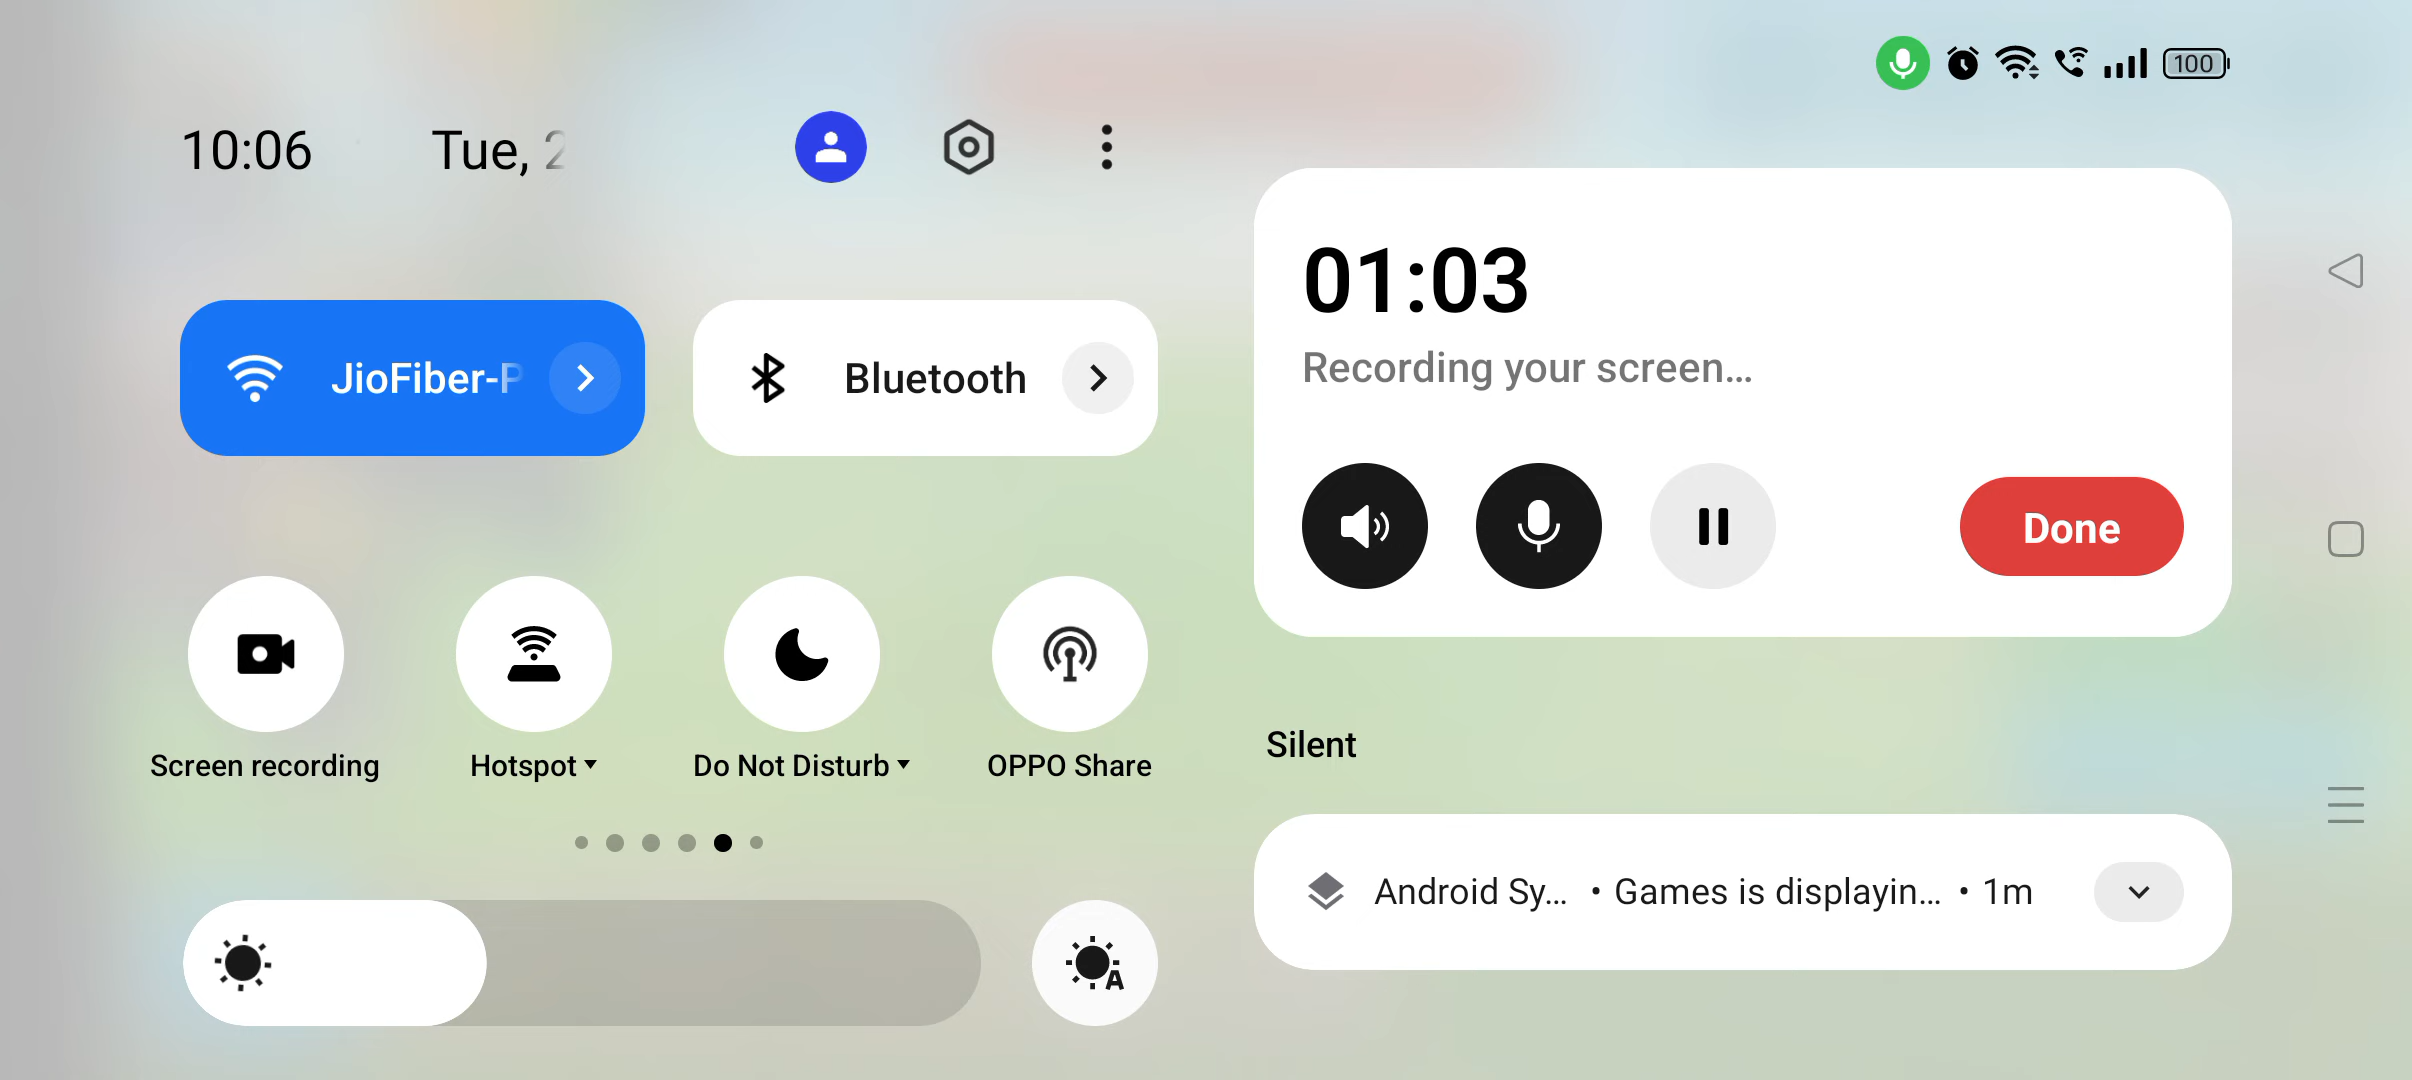 100
10:06
Tue, 2
JioFiber-P
Bluetooth
Screen recording
Hotspot
Do Not Disturb
OPPO Share
A
01:03
Recording your screen...
Done
Silent
Android Sy... • Games is displayin... • 1m